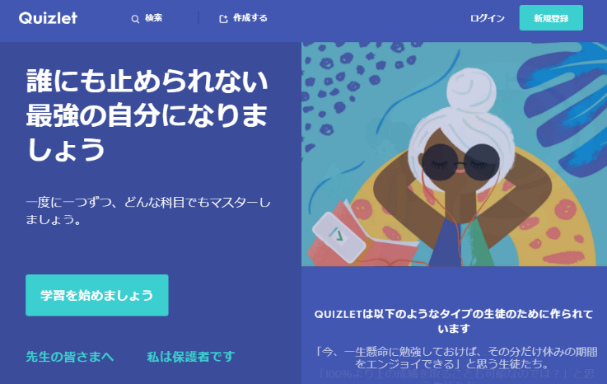 Quizlet
検索
作成する
ログイン
新規登録
誰にも止められない
最強の自分になりま
しょう
一度に一つずつ、どんな科目でもマスターし
ましょう。
学習を始めましょう
先生の皆さまへ
私は保護者です
QUIZLETは以下のようなタイプの生徒のために作られて
います
「今、一生懸命に勉強しておけば、その分だけ休みの期間
をエンジョイできる」と思う生徒たち。